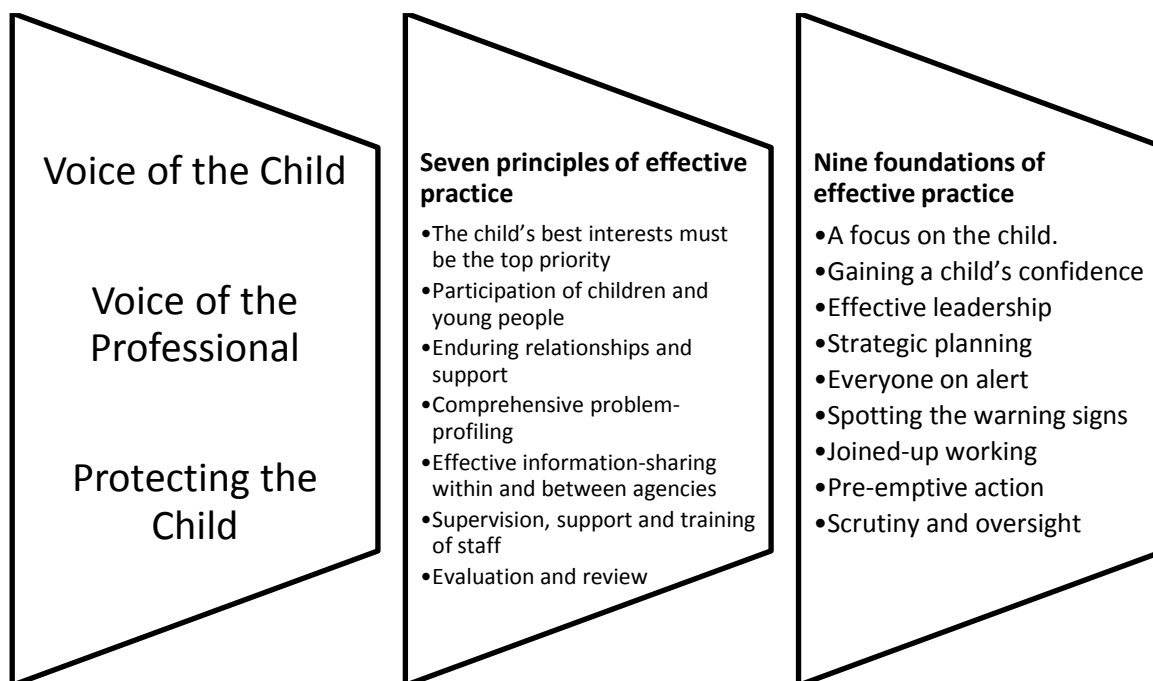 Voice of the Child
Voice of the
Professional
Protecting the
Child
Seven principles of effective
practice
•The child’s best interests must
be the top priority
•Participation of children and
young people
•Enduring relationships and
support
•Comprehensive problem-
profiling
•Effective information-sharing
within and between agencies
•Supervision, support and training
of staff
•Evaluation and review
Nine foundations of
effective practice
•A focus on the child.
•Gaining a child’s confidence
•Effective leadership
•Strategic planning
•Everyone on alert
•Spotting the warning signs
•Joined-up working
•Pre-emptive action
•Scrutiny and oversight